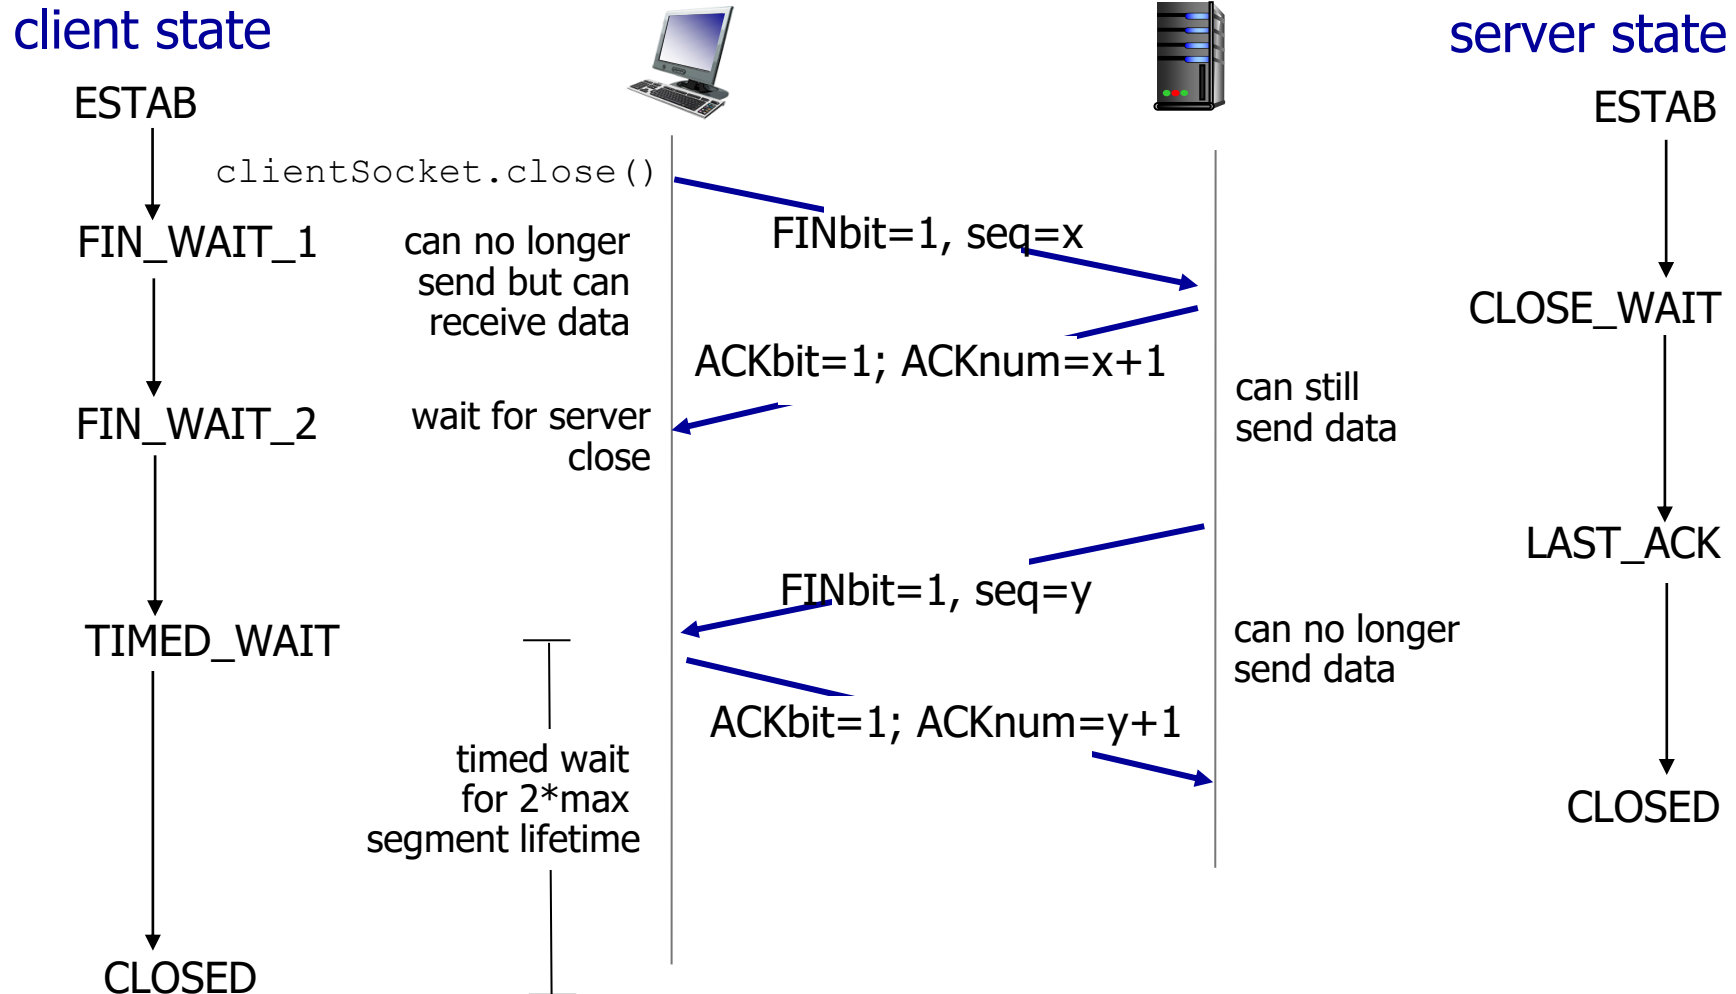 client state
server state
ESTAB
ESTAB
clientSocket.close()
FINbit=1, seq=x
FIN_WAIT_1
can no longer
send but can
receive data
CLOSE_WAIT
ACKbit=1; ACKnum=x+1
can still
send data
FIN_WAIT_2
wait for server
close
LAST_ACK
FINbit=1, seq=y
TIMED_WAIT
can no longer
send data
ACKbit=1; ACKnum=y+1
timed wait
for 2*max
segment lifetime
CLOSED
CLOSED